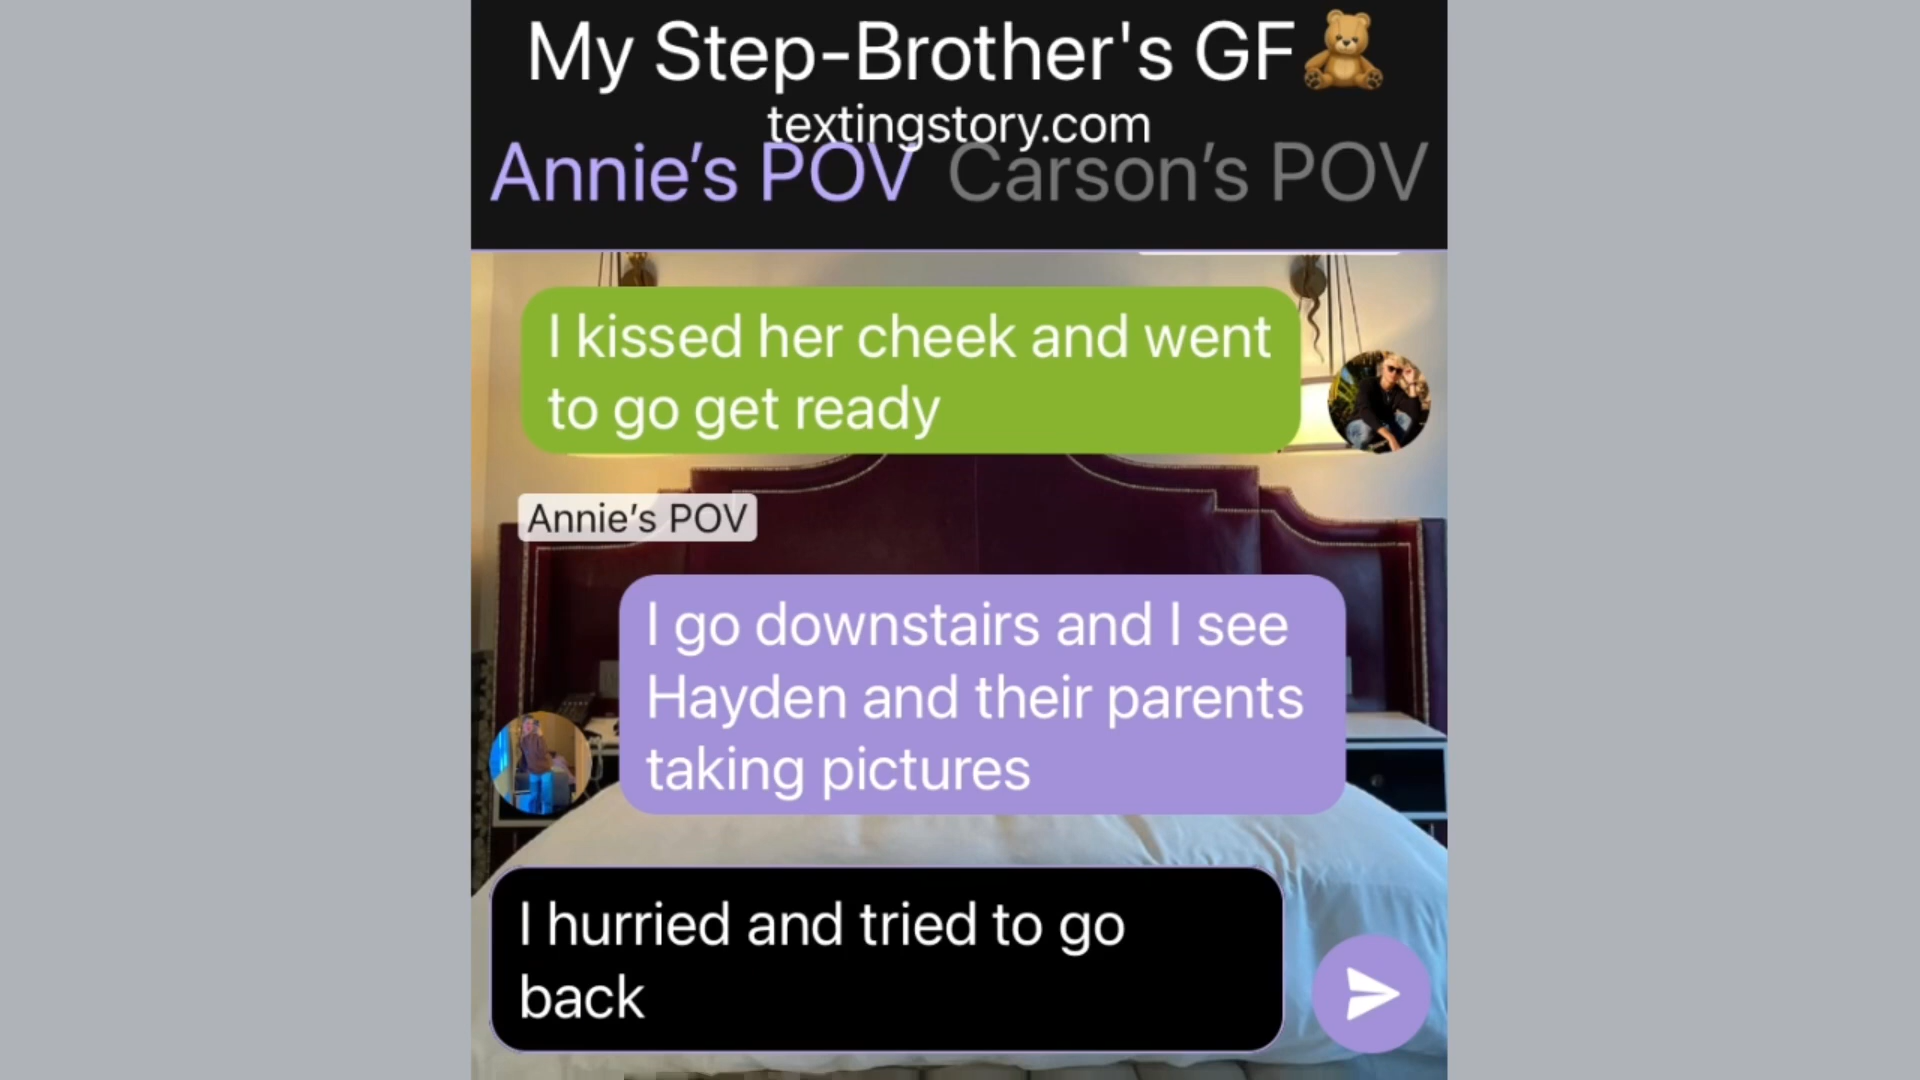 My Step-Brother's GF🧸
textingstory.com
Annie’s POV Carson’s POV
I kissed her cheek and went
to go get ready
Annie’s POV
I go downstairs and I see
Hayden and their parents
taking pictures
I hurried and tried to go
back